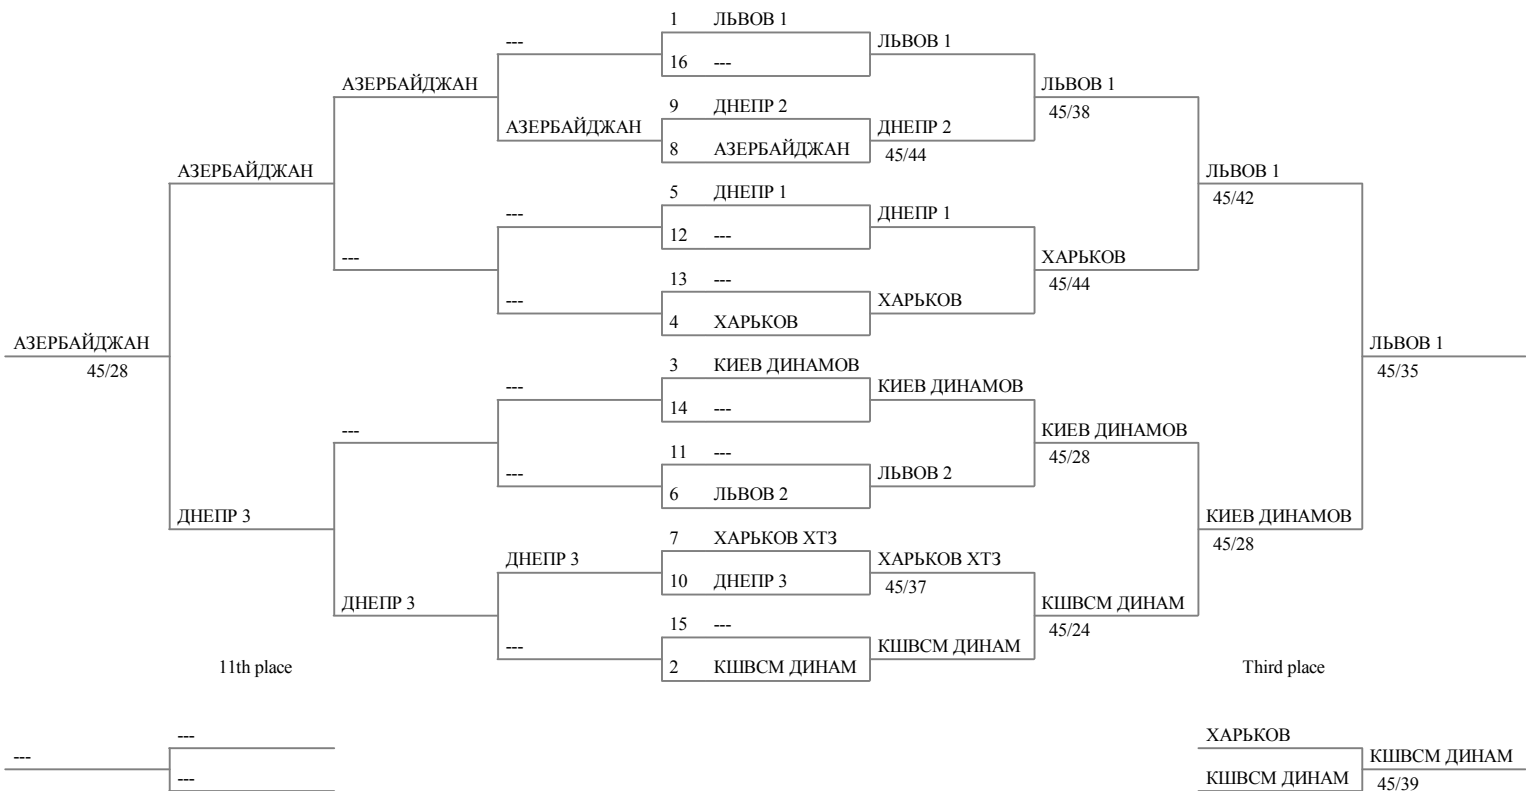 1 ЛЬВОВ 1
--- ЛЬВОВ 1
16 ---
АЗЕРБАЙДЖАН ЛЬВОВ 1
9 ДНЕПР 2 45/38
АЗЕРБАЙДЖАН ДНЕПР 2
8 АЗЕРБАЙДЖАН 45/44
АЗЕРБАЙДЖАН ЛЬВОВ 1
5 ДНЕПР 1 45/42
--- ДНЕПР 1
12 ---
--- ХАРЬКОВ
13 --- 45/44
--- ХАРЬКОВ
4 ХАРЬКОВ
АЗЕРБАЙДЖАН ЛЬВОВ 1
45/28 3 КИЕВ ДИНАМОВ 45/35
--- КИЕВ ДИНАМОВ
14 ---
--- КИЕВ ДИНАМОВ
11 --- 45/28
--- ЛЬВОВ 2
6 ЛЬВОВ 2
ДНЕПР 3 КИЕВ ДИНАМОВ
7 ХАРЬКОВ ХТЗ 45/28
ДНЕПР 3 ХАРЬКОВ ХТЗ
10 ДНЕПР 3 45/37
ДНЕПР 3 КШВСМ ДИНАМ
15 --- 45/24
--- КШВСМ ДИНАМ
11th place 2 КШВСМ ДИНАМ Third place
--- ХАРЬКОВ
--- КШВСМ ДИНАМ
--- КШВСМ ДИНАМ 45/39